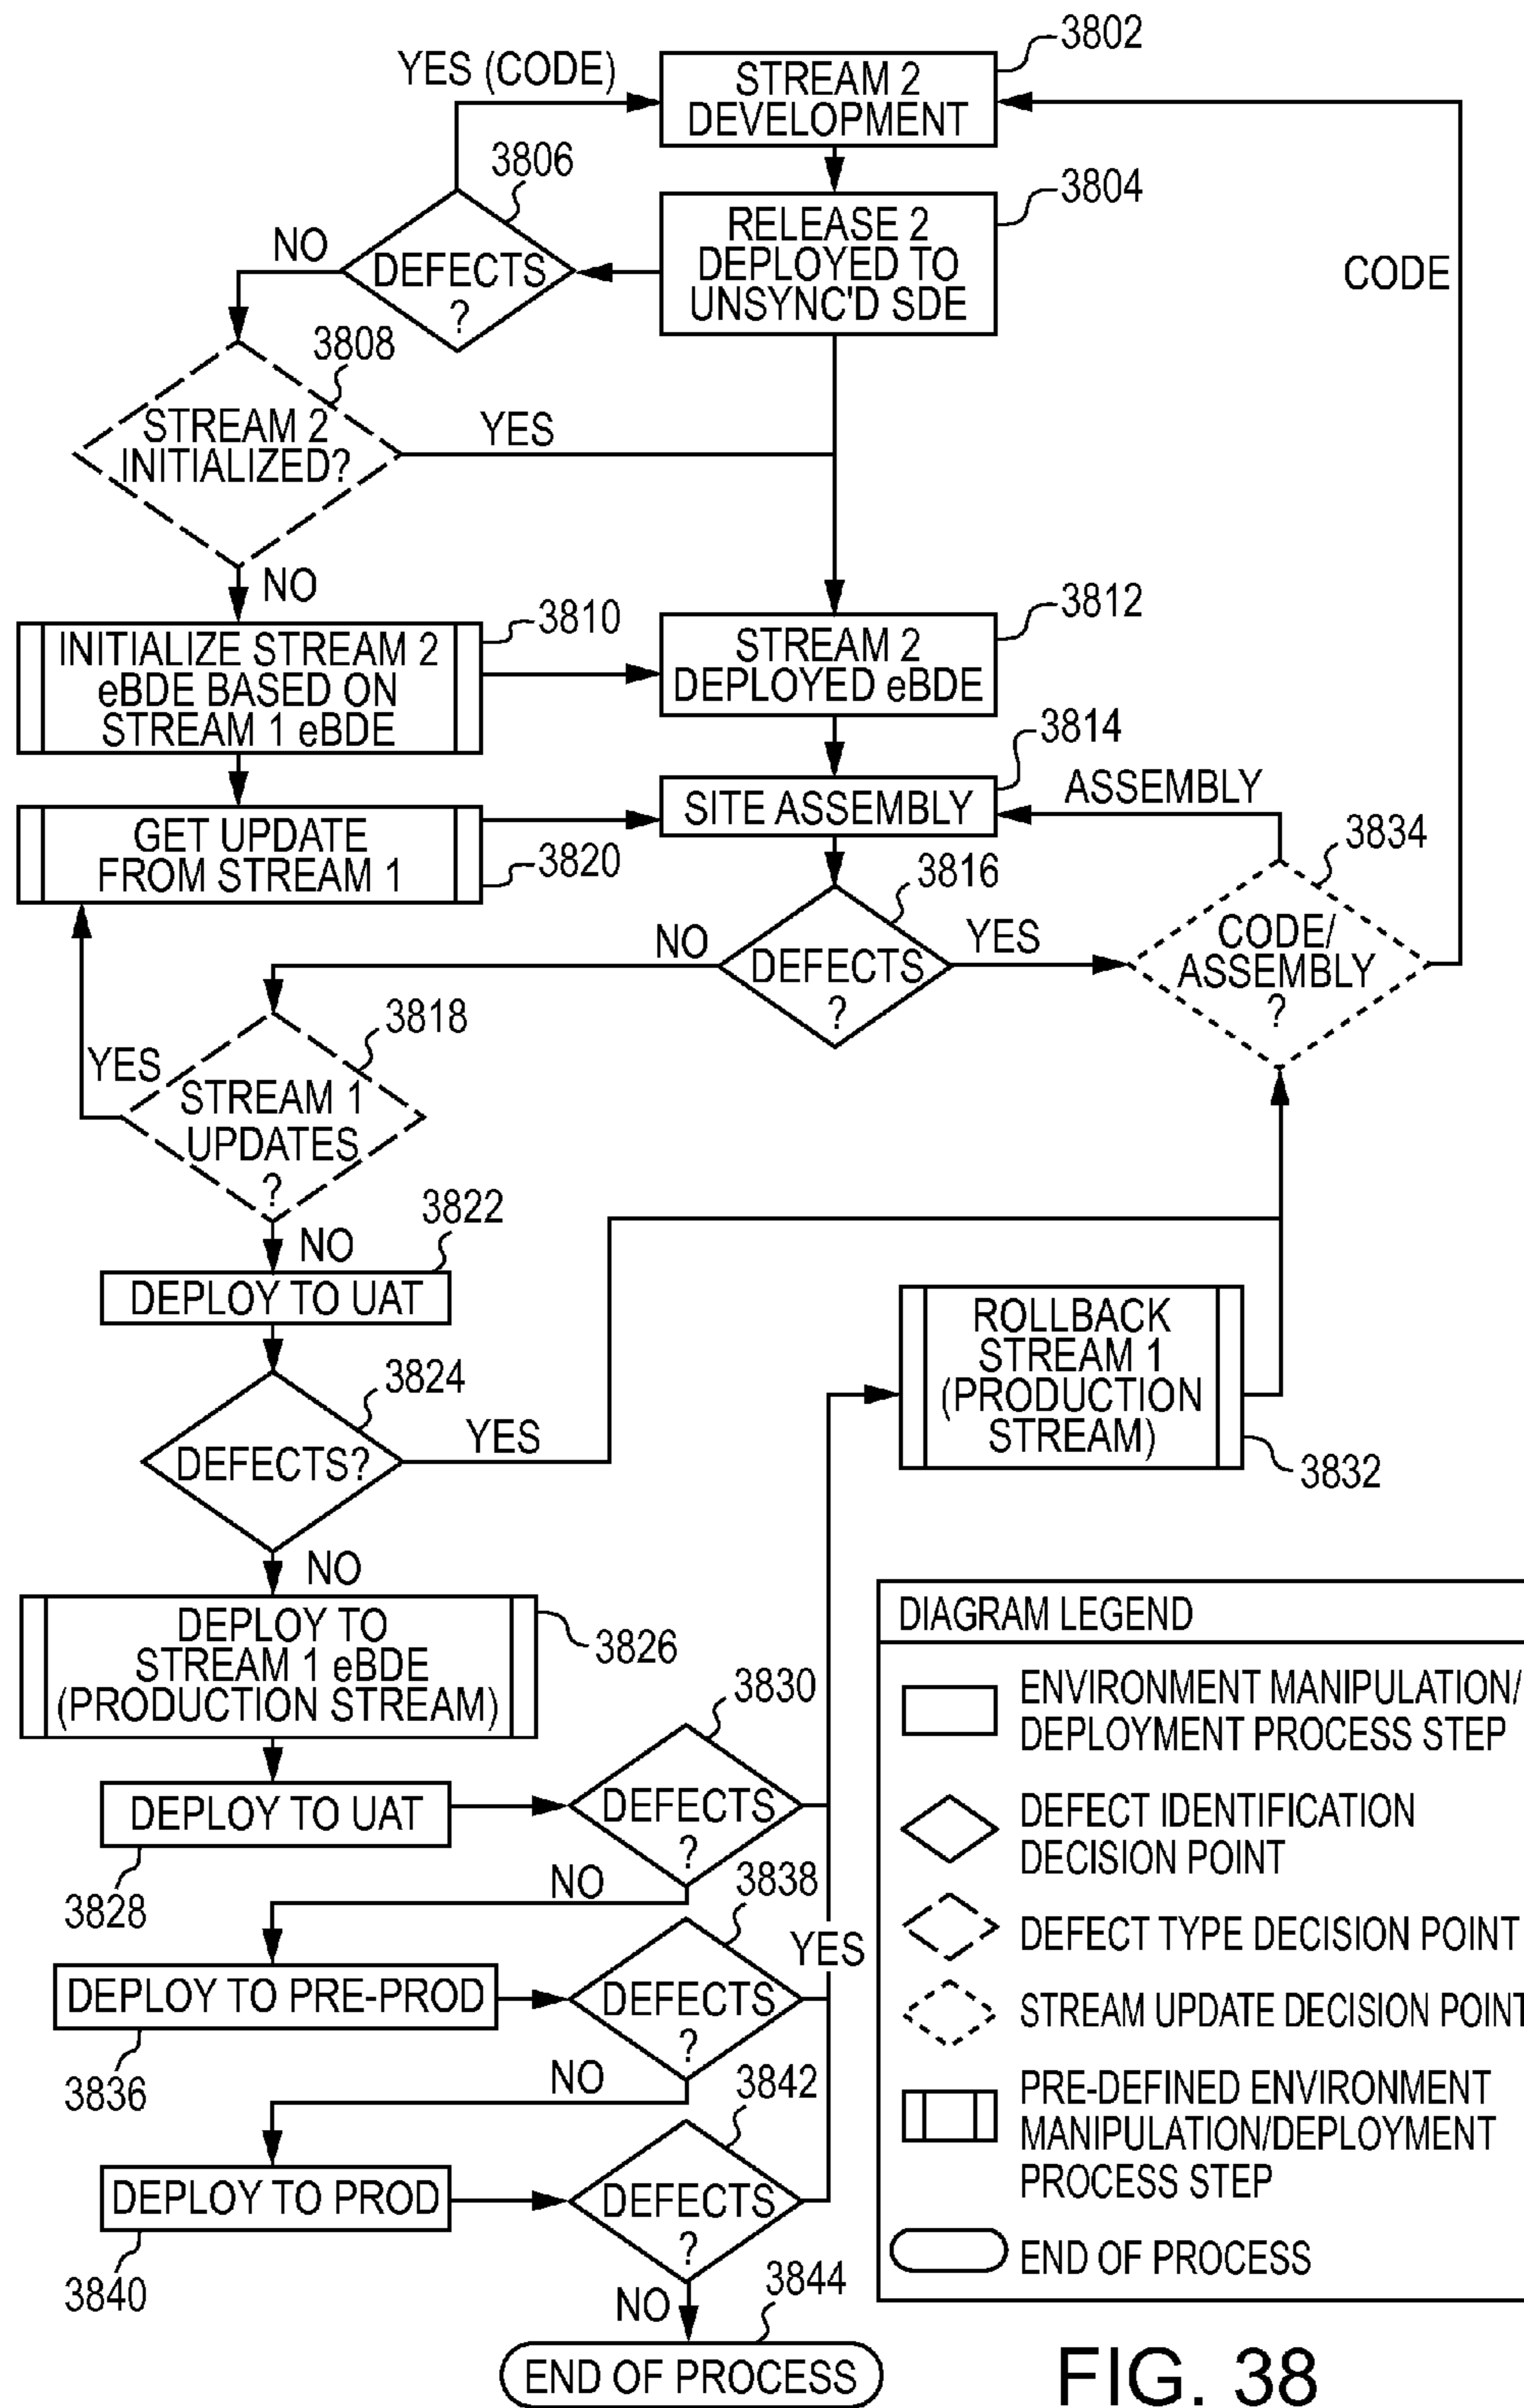 3802
YES (CODE)
STREAM 2
DEVELOPMENT
3806
3804
RELEASE 2
DEPLOYED TO
UNSYNC'D SDE
NO
DEFECTS
?
CODE
3808
STREAM 2
INITIALIZED?
YES
NO
3810
INITIALIZE STREAM 2
eBDE BASED ON
STREAM 1 eBDE
3812
STREAM 2
DEPLOYED eBDE
3814
SITE ASSEMBLY
ASSEMBLY
GET UPDATE
FROM STREAM 1
3820
3834
3816
NO
DEFECTS
?
YES
CODE/
ASSEMBLY
?
3818
YES
STREAM 1
UPDATES
?
3822
NO
DEPLOY TO UAT
3824
DEFECTS?
YES
ROLLBACK
STREAM 1
(PRODUCTION
STREAM)
3832
NO
DEPLOY TO
STREAM 1 eBDE
(PRODUCTION STREAM)
3826
3830
DEPLOY TO UAT
3828
DEFECTS
?
NO
3838
YES
DEPLOY TO PRE-PROD
3836
DEFECTS
?
NO
3842
DEPLOY TO PROD
3840
DEFECTS
?
NO
3844
END OF PROCESS
DIAGRAM LEGEND
ENVIRONMENT MANIPULATION/
DEPLOYMENT PROCESS STEP
DEFECT IDENTIFICATION
DECISION POINT
DEFECT TYPE DECISION POINT
STREAM UPDATE DECISION POINT
PRE-DEFINED ENVIRONMENT
MANIPULATION/DEPLOYMENT
PROCESS STEP
END OF PROCESS
FIG. 38